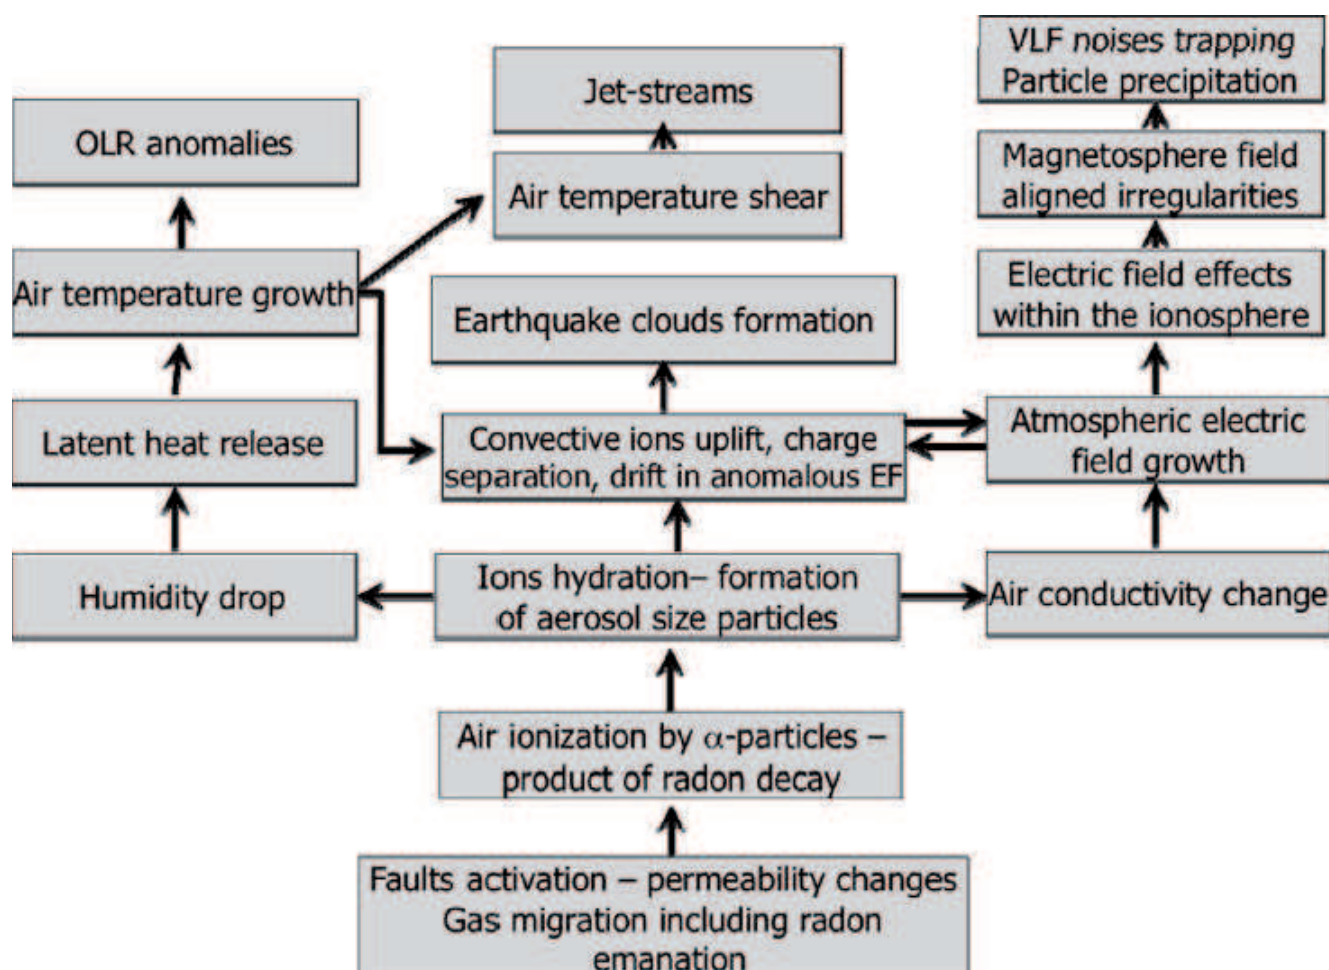 VLF noises trapping
Particle precipitation
Jet-streams
OLR anomalies
Magnetosphere field
aligned irregularities
Air temperature shear
Air temperature growth
Electric field effects
within the ionosphere
Earthquake clouds formation
Latent heat release
Convective ions uplift, charge
separation, drift in anomalous EF
Atmospheric electric
field growth
Humidity drop
Ions hydration– formation
of aerosol size particles
Air conductivity change
Air ionization by α-particles –
product of radon decay
Faults activation – permeability changes
Gas migration including radon
emanation